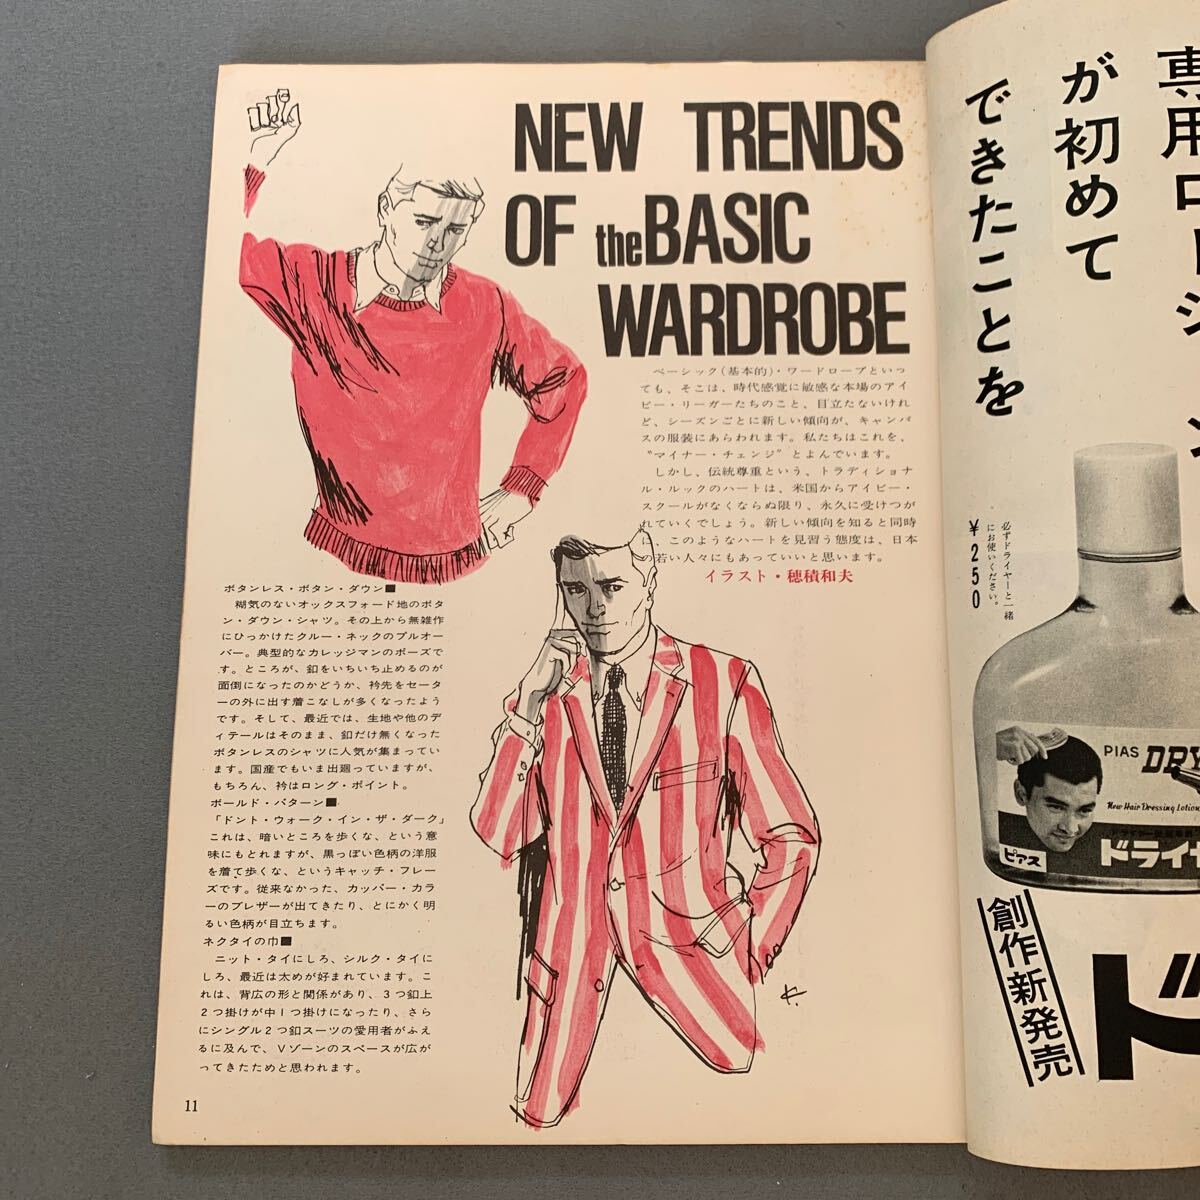 NEW TRENDS
OF the BASIC
WARDROBE
ベーシック(基本的)・ワードローブといっ
ても、そこは、時代感覚に敏感な本場のアイ
ビー・リーガーたちのこと、目立たないけれ
ど、シーズンごとに新しい傾向が、キャンパ
スの服装にあらわれます。私たちはこれを、
“マイナー・チェンジ”とよんでいます。
しかし、伝統尊重という、トラディショナ
ル・ルックのハートは、米国からアイビー・
スクールがなくならぬ限り、永久に受けつが
れていくでしょう。新しい傾向を知ると同時
に、このようなハートを見習う態度は、日本
の若い人々にもあっていいと思います。
イラスト・穂積和夫
ボタンレス・ボタン・ダウン■
糊気のないオックスフォード地のボタ
ン・ダウン・シャツ。その上から無雑作
にひっかけたクルー・ネックのプルオー
バー。典型的なカレッジマンのポーズで
す。ところが、釦をいちいち止めるのが
面倒になったのかどうか、衿先をセータ
ーの外に出す着こなしが多くなったよう
です。そして、最近では、生地や他のデ
ィテールはそのまま、釦だけ無くなった
ボタンレスのシャツに人気が集まってい
ます。国産でもいま出廻っていますが、
もちろん、衿はロング・ポイント。
ボールド・パターン■
「ドント・ウォーク・イン・ザ・ダーク」
これは、暗いところを歩くな、という意
味にもとれますが、黒っぽい色柄の洋服
を着て歩くな、というキャッチ・フレー
ズです。従来なかった、カッパー・カラ
ーのブレザーが出てきたり、とにかく明
るい色柄が目立ちます。
ネクタイの巾■
ニット・タイにしろ、シルク・タイに
しろ、最近は太めが好まれています。こ
れは、背広の形と関係があり、3つ釦上
2つ掛けが中1つ掛けになったり、さら
にシングル2つ釦スーツの愛用者がふえ
るに及んで、Vゾーンのスペースが広が
ってきたためと思われます。
K.
11
専用ローション
が初めて
できたことを
必ずドライヤーと一緒
にお使いください。
¥250
PIAS DRY
New Hair Dressing Lotion
ピアス
ドライヤ
創作新発売
ド